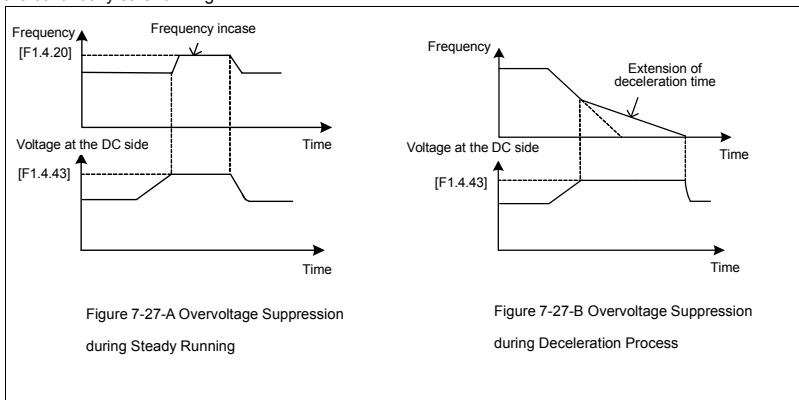 Frequency
Frequency incase
[F1.4.20]
Time
Voltage at the DC side
[F1.4.43]
Time
Figure 7-27-A Overvoltage Suppression
during Steady Running
Frequency
Extension of
deceleration time
Time
Voltage at the DC side
[F1.4.43]
Time
Figure 7-27-B Overvoltage Suppression
during Deceleration Process